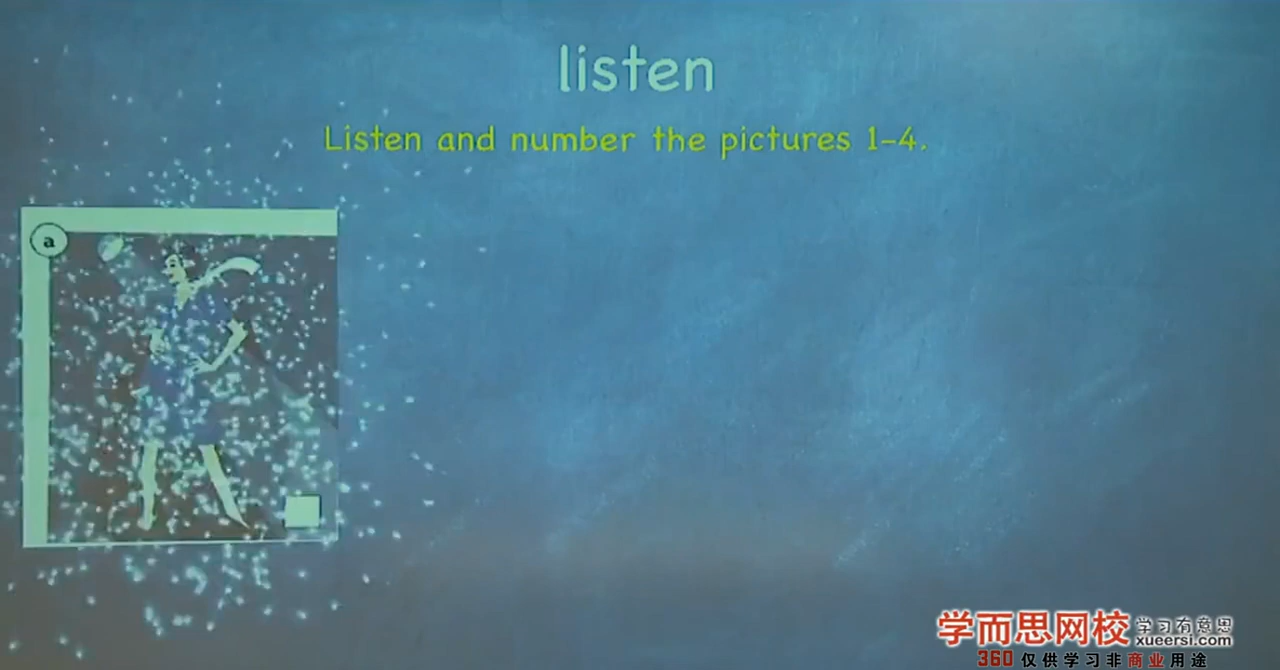 listen
Listen and number the pictures 1-4.
a
学而思网校 学习有意思
xueersi.com
360 仅供学习非商业用途